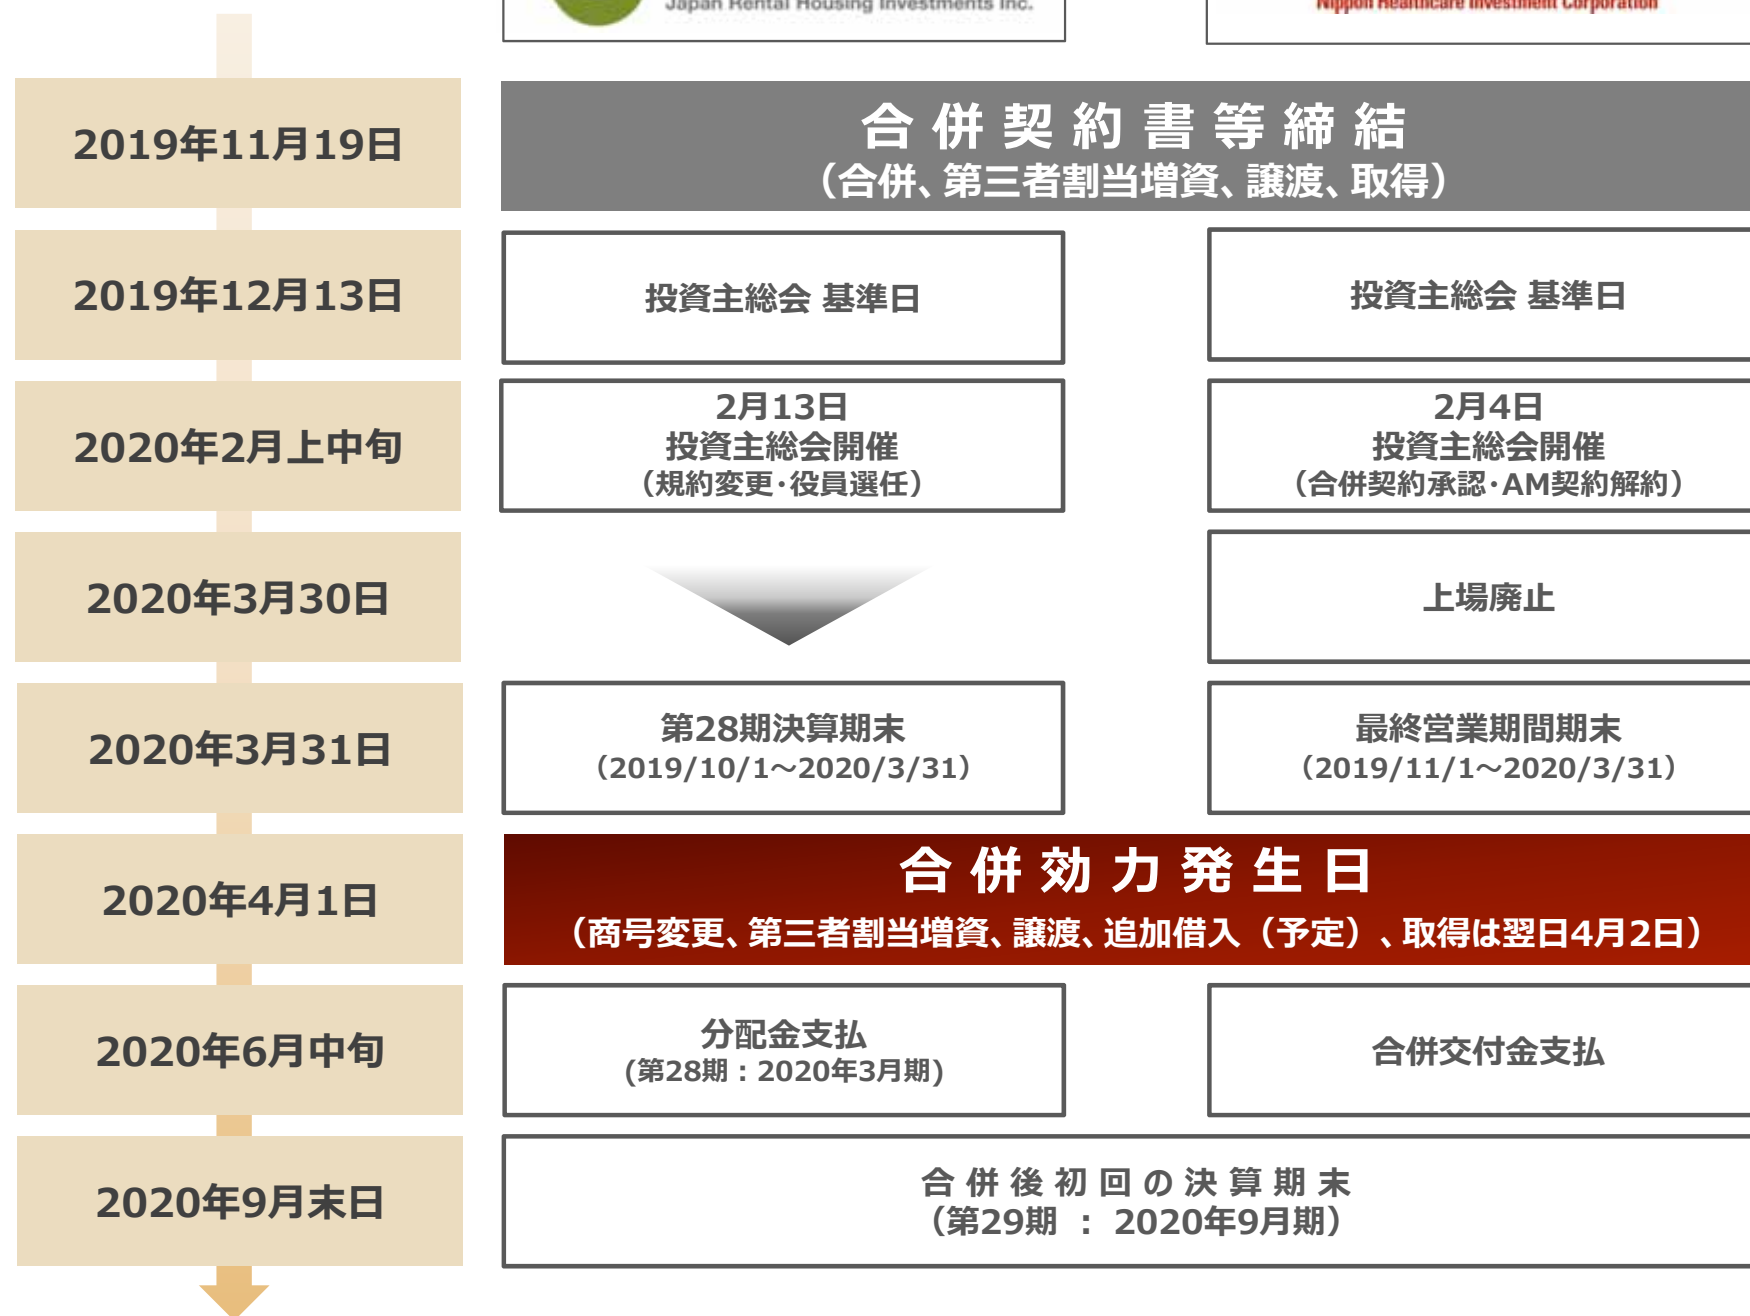 Japan Rental Housing Investments Inc.
Nippon Healthcare Investment Corporation
2019年11月19日
合併契約書等締結
（合併、第三者割当増資、譲渡、取得）
2019年12月13日
投資主総会 基準日
投資主総会 基準日
2020年2月上中旬
2月13日
投資主総会開催
（規約変更･役員選任）
2月4日
投資主総会開催
（合併契約承認･AM契約解約）
2020年3月30日
上場廃止
2020年3月31日
第28期決算期末
（2019/10/1～2020/3/31）
最終営業期間期末
（2019/11/1～2020/3/31）
2020年4月1日
合併効力発生日
（商号変更、第三者割当増資、譲渡、追加借入（予定）、取得は翌日4月2日）
2020年6月中旬
分配金支払
(第28期：2020年3月期)
合併交付金支払
2020年9月末日
合併後初回の決算期末
（第29期 ： 2020年9月期）